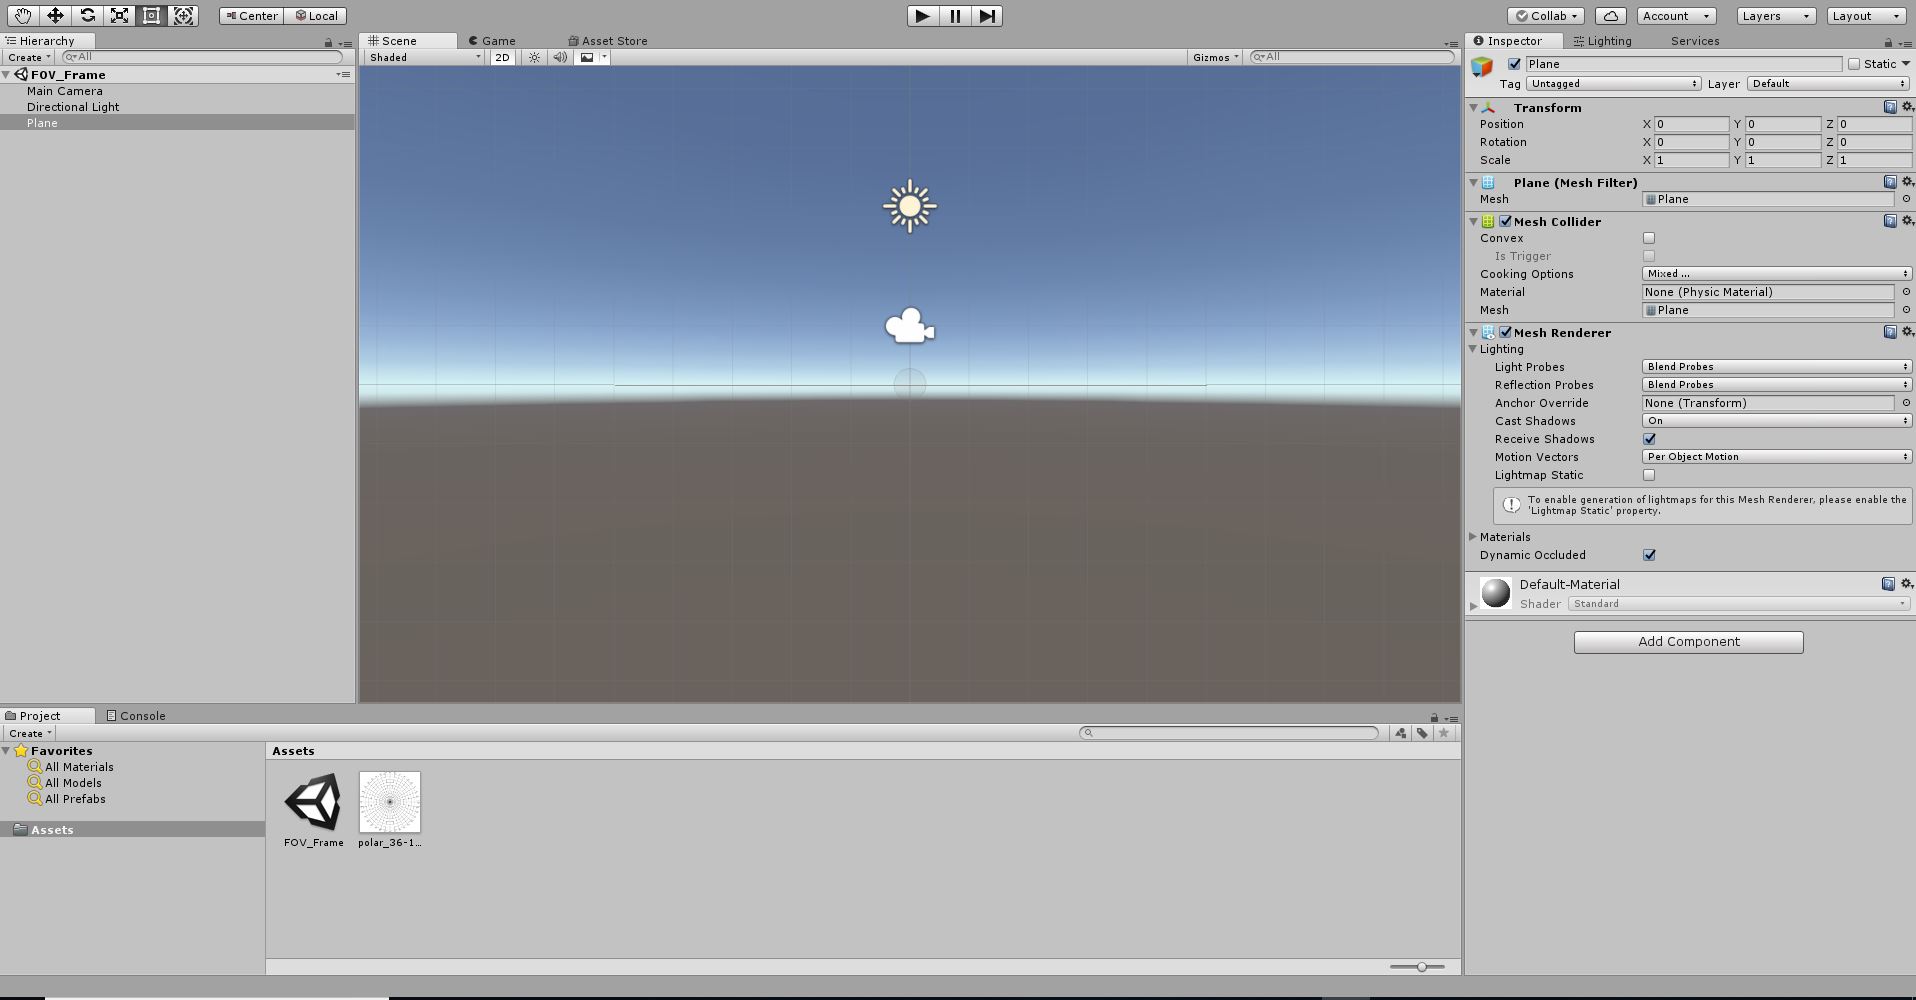 Center Local
Collab Account Layers Layout
Hierarchy
Create All
FOV_Frame
Main Camera
Directional Light
Plane
Scene Game Asset Store
Shaded 2D Gizmos All
Inspector Lighting Services
Plane Static
Tag Untagged Layer Default
Transform
Position X 0 Y 0 Z 0
Rotation X 0 Y 0 Z 0
Scale X 1 Y 1 Z 1
Plane (Mesh Filter)
Mesh Plane
Mesh Collider
Convex
Is Trigger
Cooking Options Mixed ...
Material None (Physic Material)
Mesh Plane
Mesh Renderer
Lighting
Light Probes Blend Probes
Reflection Probes Blend Probes
Anchor Override None (Transform)
Cast Shadows On
Receive Shadows
Motion Vectors Per Object Motion
Lightmap Static
To enable generation of lightmaps for this Mesh Renderer, please enable the
'Lightmap Static' property.
Materials
Dynamic Occluded
Default-Material
Shader Standard
Add Component
Project Console
Create
Favorites
All Materials
All Models
All Prefabs
Assets
Assets
FOV_Frame polar_36-1...